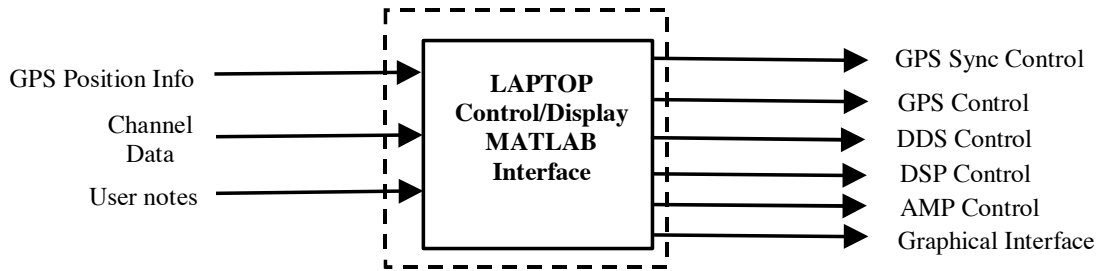 GPS Position Info
Channel
Data
User notes
LAPTOP
Control/Display
MATLAB
Interface
GPS Sync Control
GPS Control
DDS Control
DSP Control
AMP Control
Graphical Interface